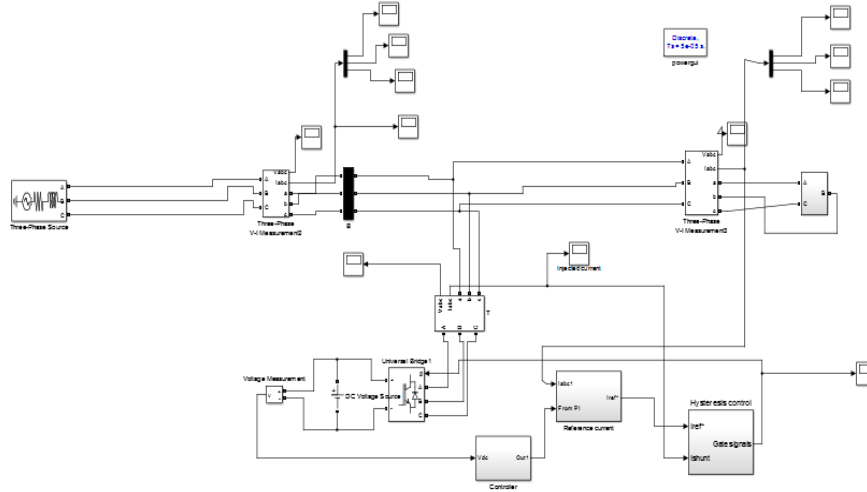 Discrete,
Ts = 5e-05 s.
powergui
Vabc
Iabc
A
B
C
a
b
c
Three-Phase
V-I Measurement2
B
A
B
C
Three-Phase Source
Vabc
Iabc
A
B
C
a
b
c
Three-Phase
V-I Measurement3
A
B
C
Injected current
Vabc
Iabc
a
b
c
A
B
C
T
Universal Bridge1
g
A
B
C
+
-
Voltage Measurement
+
-
v
DC Voltage Source
Iabc1
From PI
Iref*
Reference current
Hysteresis control
Iref*
Ishunt
Gate signals
Vdc
Our1
Controller